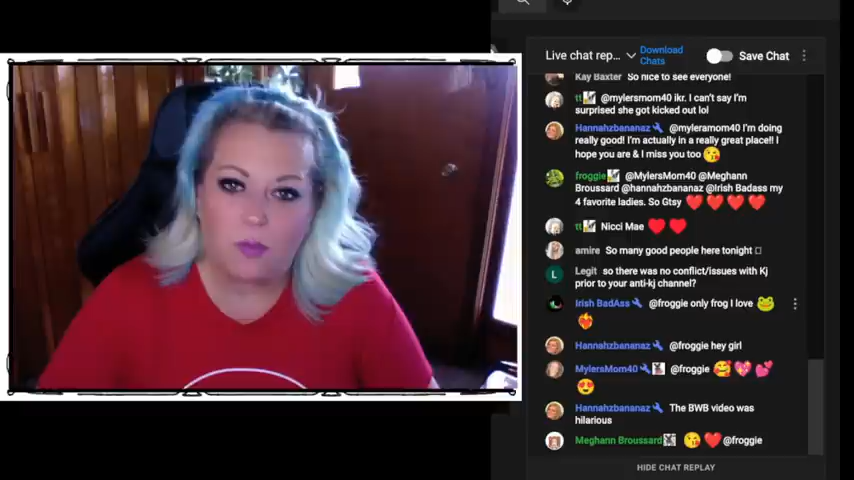 Live chat rep...
Download
Chats
Save Chat
Kay Baxter So nice to see everyone!
tt @mylersmom40 ikr. I can't say I'm
surprised she got kicked out lol
Hannahzbananaz @myleramom40 I'm doing
really good! I'm actually in a really great place!! I
hope you are & I miss you too 😘
froggie @MylersMom40 @Meghann
Broussard @hannahzbananaz @Irish Badass my
4 favorite ladies. So Gtsy ❤️❤️❤️❤️
tt Nicci Mae ♥️♥️
amire So many good people here tonight □
L Legit so there was no conflict/issues with Kj
prior to your anti-kj channel?
Irish BadAss @froggie only frog I love 🐸
❤️‍🔥
Hannahzbananaz @froggie hey girl
MylersMom40 @froggie 🥰💖💕
😍
Hannahzbananaz The BWB video was
hilarious
Meghann Broussard 😘❤️@froggie
HIDE CHAT REPLAY